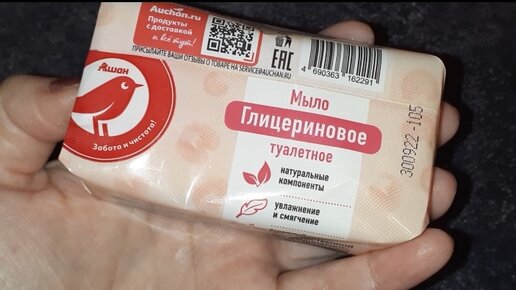 Auchan.ru
Продукты
с доставкой
и всё тут!
ПРИСЫЛАЙТЕ ВАШИ ОТЗЫВЫ О ТОВАРЕ НА SERVICE@AUCHAN.RU
EAC
4 690363 162291
Ашан
Забота и чистота!
Мыло
Глицериновое
туалетное
натуральные
компоненты
увлажнение
и смягчение
300922-105